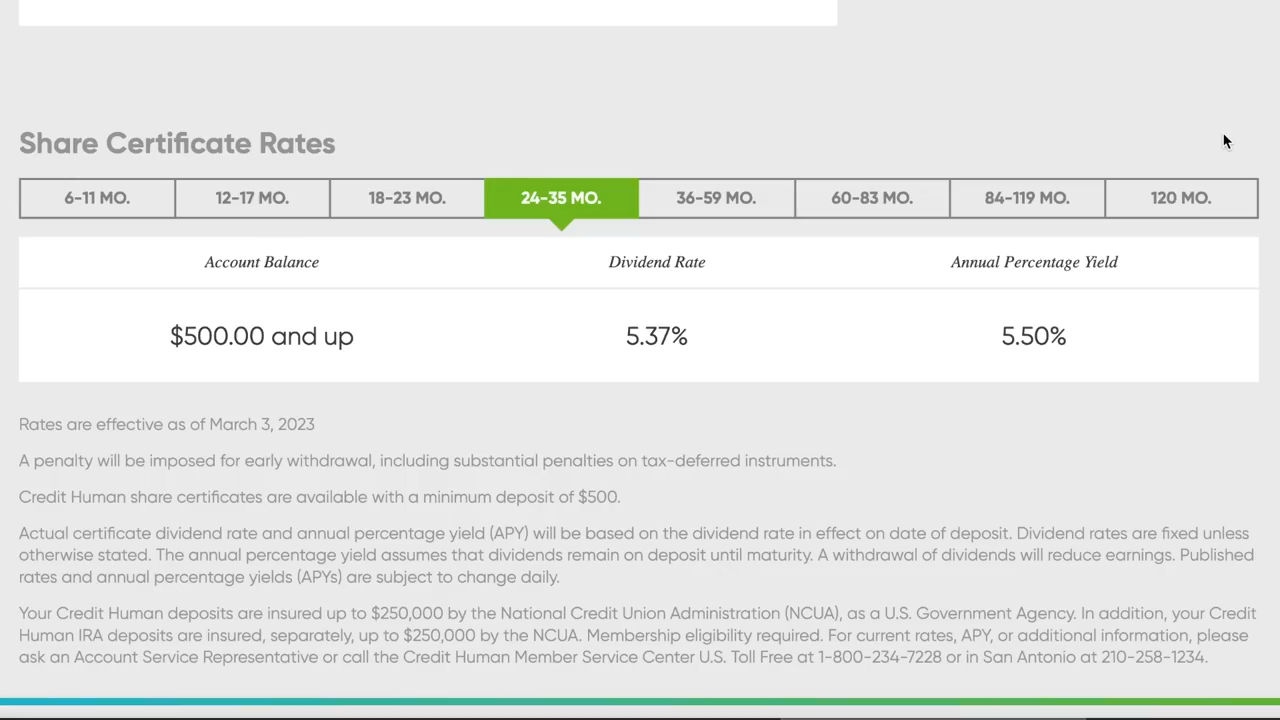 Share Certificate Rates
6-11 MO. 12-17 MO. 18-23 MO. 24-35 MO. 36-59 MO. 60-83 MO. 84-119 MO. 120 MO.
Account Balance Dividend Rate Annual Percentage Yield
$500.00 and up 5.37% 5.50%
Rates are effective as of March 3, 2023
A penalty will be imposed for early withdrawal, including substantial penalties on tax-deferred instruments.
Credit Human share certificates are available with a minimum deposit of $500.
Actual certificate dividend rate and annual percentage yield (APY) will be based on the dividend rate in effect on date of deposit. Dividend rates are fixed unless
otherwise stated. The annual percentage yield assumes that dividends remain on deposit until maturity. A withdrawal of dividends will reduce earnings. Published
rates and annual percentage yields (APYs) are subject to change daily.
Your Credit Human deposits are insured up to $250,000 by the National Credit Union Administration (NCUA), as a U.S. Government Agency. In addition, your Credit
Human IRA deposits are insured, separately, up to $250,000 by the NCUA. Membership eligibility required. For current rates, APY, or additional information, please
ask an Account Service Representative or call the Credit Human Member Service Center U.S. Toll Free at 1-800-234-7228 or in San Antonio at 210-258-1234.